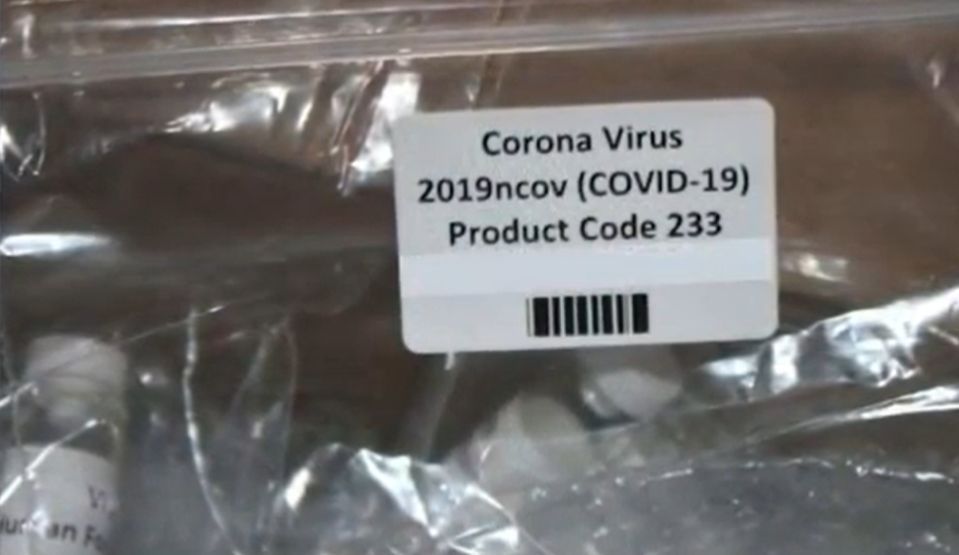 Corona Virus
2019ncov (COVID-19)
Product Code 233